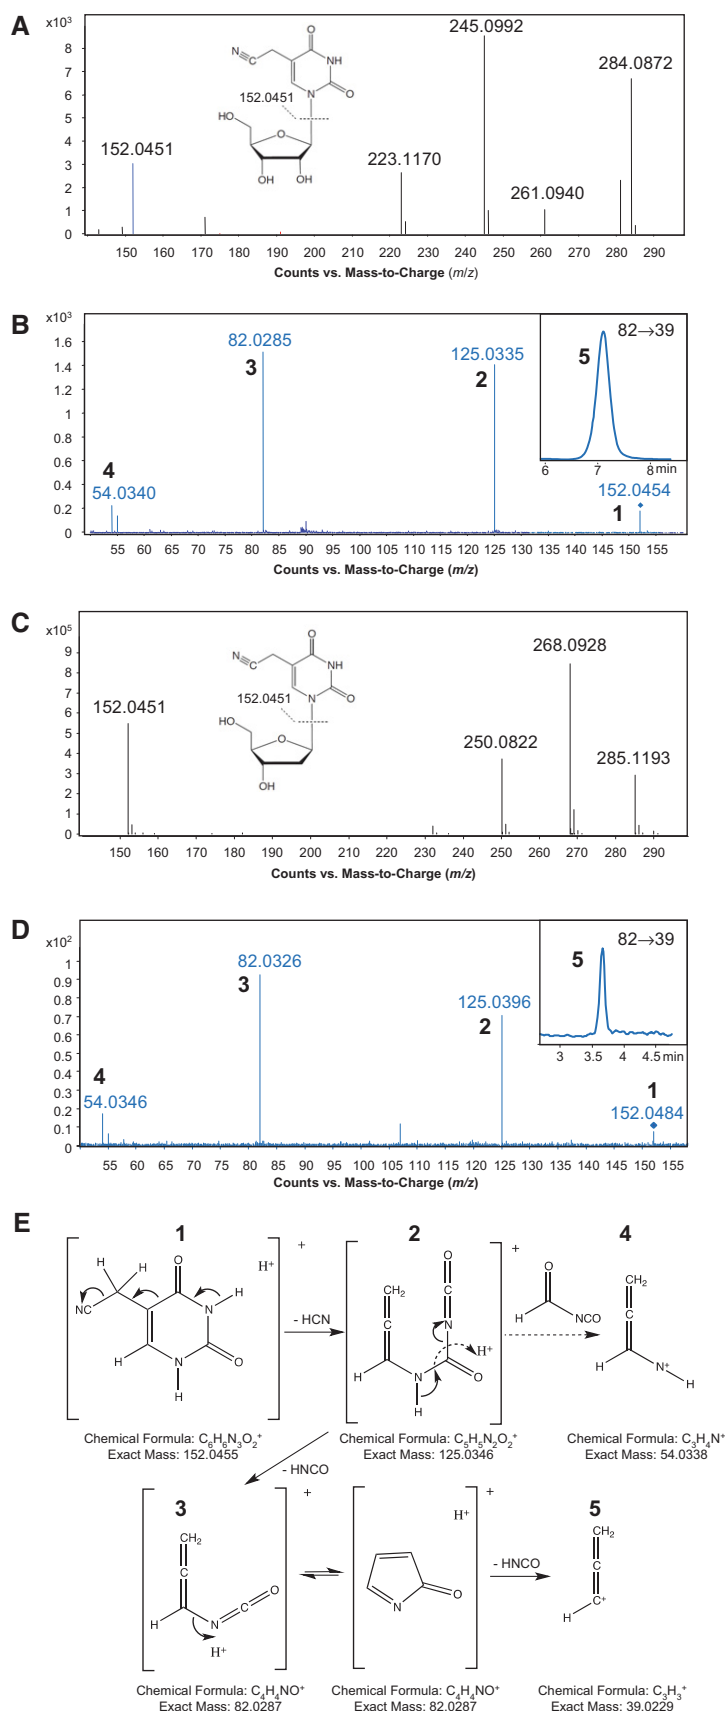 A
x10³
8
7
6
5
4
3
2
1
0
152.0451
223.1170
245.0992
261.0940
284.0872
N
O
NH
N
O
152.0451
HO
O
OH
OH
150 160 170 180 190 200 210 220 230 240 250 260 270 280 290
Counts vs. Mass-to-Charge (m/z)
B
x10³
1.6
1.4
1.2
1
0.8
0.6
0.4
0.2
0
82.0285
3
125.0335
2
4
54.0340
152.0454
1
82→39
5
6 7 8 min
55 60 65 70 75 80 85 90 95 100 105 110 115 120 125 130 135 140 145 150 155
Counts vs. Mass-to-Charge (m/z)
C
x10⁵
9
8
7
6
5
4
3
2
1
0
152.0451
250.0822
268.0928
285.1193
N
O
NH
N
O
152.0451
HO
O
OH
150 160 170 180 190 200 210 220 230 240 250 260 270 280 290
Counts vs. Mass-to-Charge (m/z)
D
x10²
1
0.9
0.8
0.7
0.6
0.5
0.4
0.3
0.2
0.1
0
82.0326
3
125.0396
2
4
54.0346
1
152.0484
82→39
5
3 3.5 4 4.5 min
55 60 65 70 75 80 85 90 95 100 105 110 115 120 125 130 135 140 145 150 155
Counts vs. Mass-to-Charge (m/z)
E
1
H H O
NC N H
H N O
H
H⁺
+
Chemical Formula: C₆H₆N₃O₂⁺
Exact Mass: 152.0455
- HCN
2
O
CH₂ C
C N
H N O
H
H⁺
+
Chemical Formula: C₅H₅N₂O₂⁺
Exact Mass: 125.0346
O
H NCO
4
CH₂
C
H N⁺ H
Chemical Formula: C₃H₄N⁺
Exact Mass: 54.0338
- HNCO
3
CH₂
C O
H N C
H⁺
+
Chemical Formula: C₄H₄NO⁺
Exact Mass: 82.0287
H⁺
N O
+
Chemical Formula: C₄H₄NO⁺
Exact Mass: 82.0287
- HNCO
5
CH₂
C
H C⁺
Chemical Formula: C₃H₃⁺
Exact Mass: 39.0229